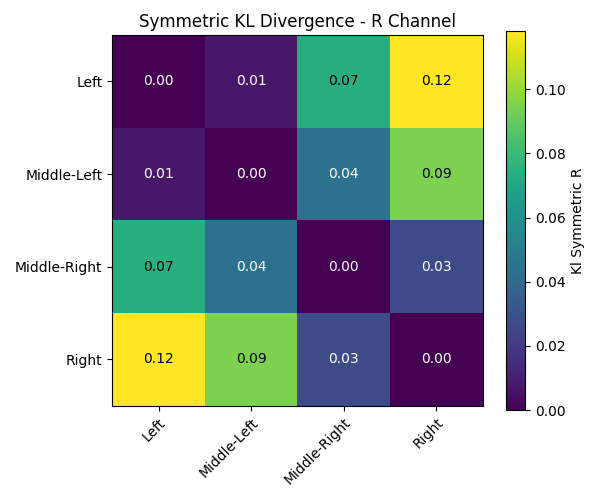 Symmetric KL Divergence - R Channel
Left 0.00 0.01 0.07 0.12
Middle-Left 0.01 0.00 0.04 0.09
Middle-Right 0.07 0.04 0.00 0.03
Right 0.12 0.09 0.03 0.00
Left
Middle-Left
Middle-Right
Right
0.10
0.08
0.06
0.04
0.02
0.00
Kl Symmetric R